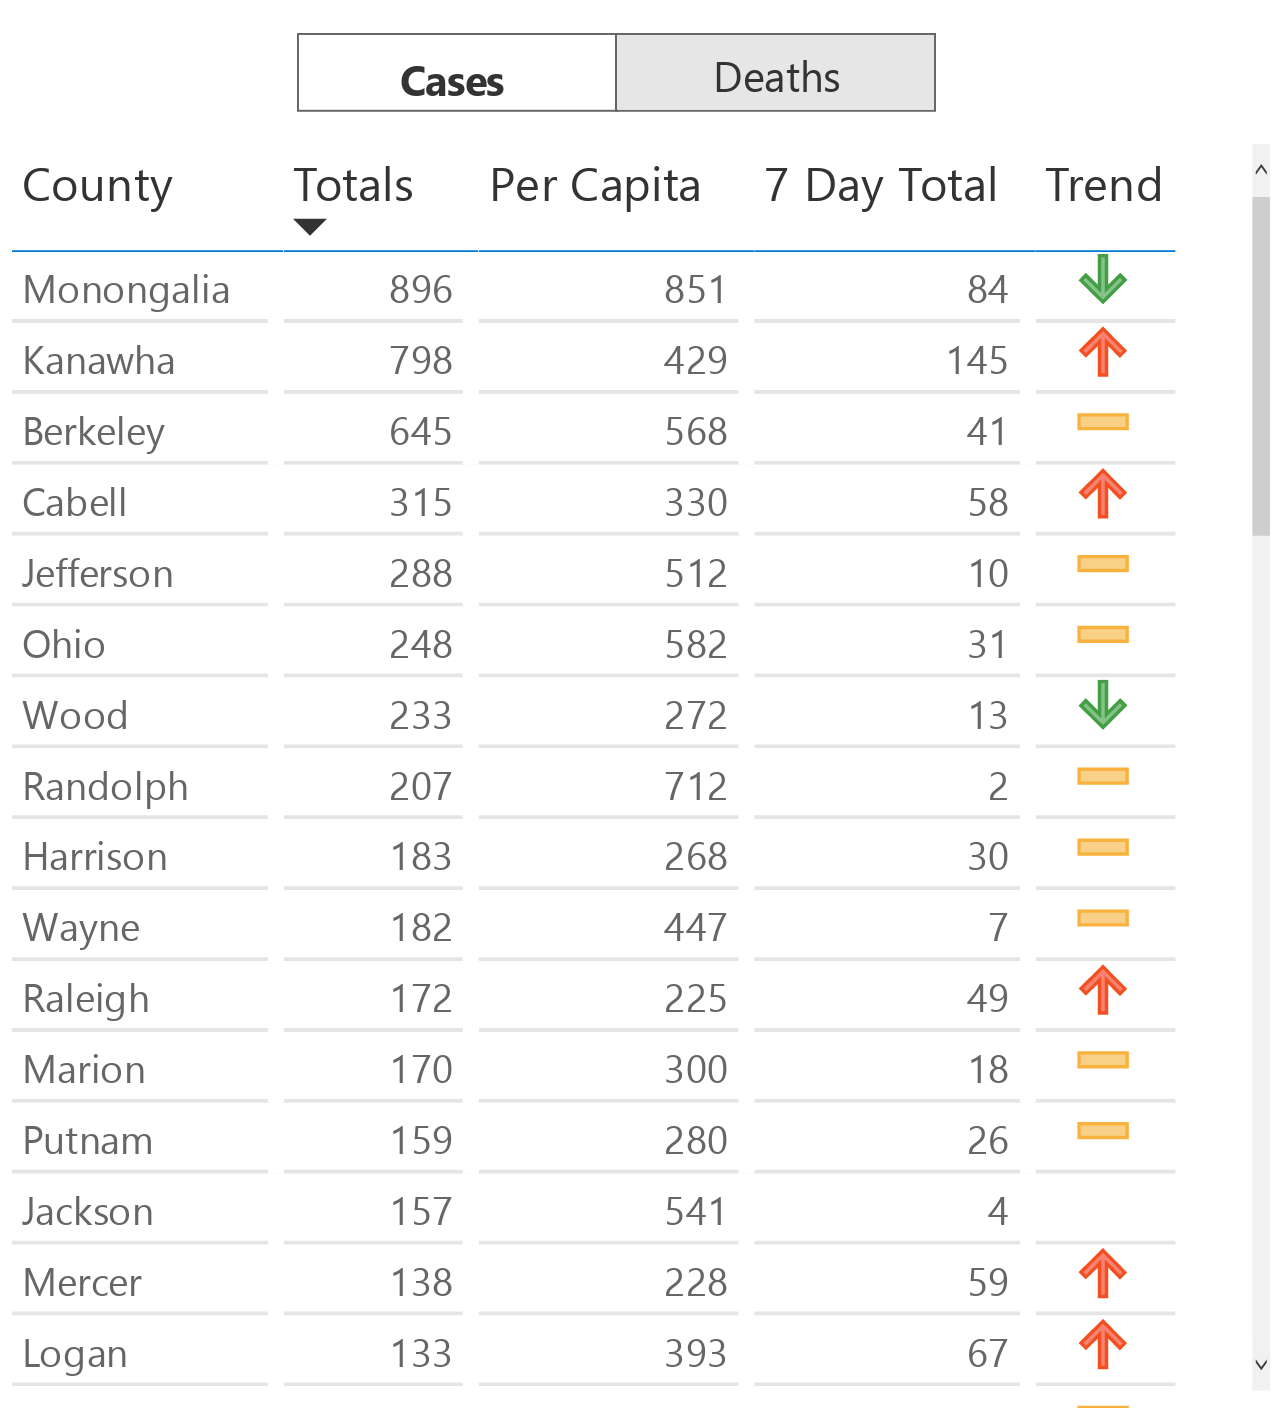 Cases Deaths
County Totals Per Capita 7 Day Total Trend
Monongalia 896 851 84
Kanawha 798 429 145
Berkeley 645 568 41
Cabell 315 330 58
Jefferson 288 512 10
Ohio 248 582 31
Wood 233 272 13
Randolph 207 712 2
Harrison 183 268 30
Wayne 182 447 7
Raleigh 172 225 49
Marion 170 300 18
Putnam 159 280 26
Jackson 157 541 4
Mercer 138 228 59
Logan 133 393 67